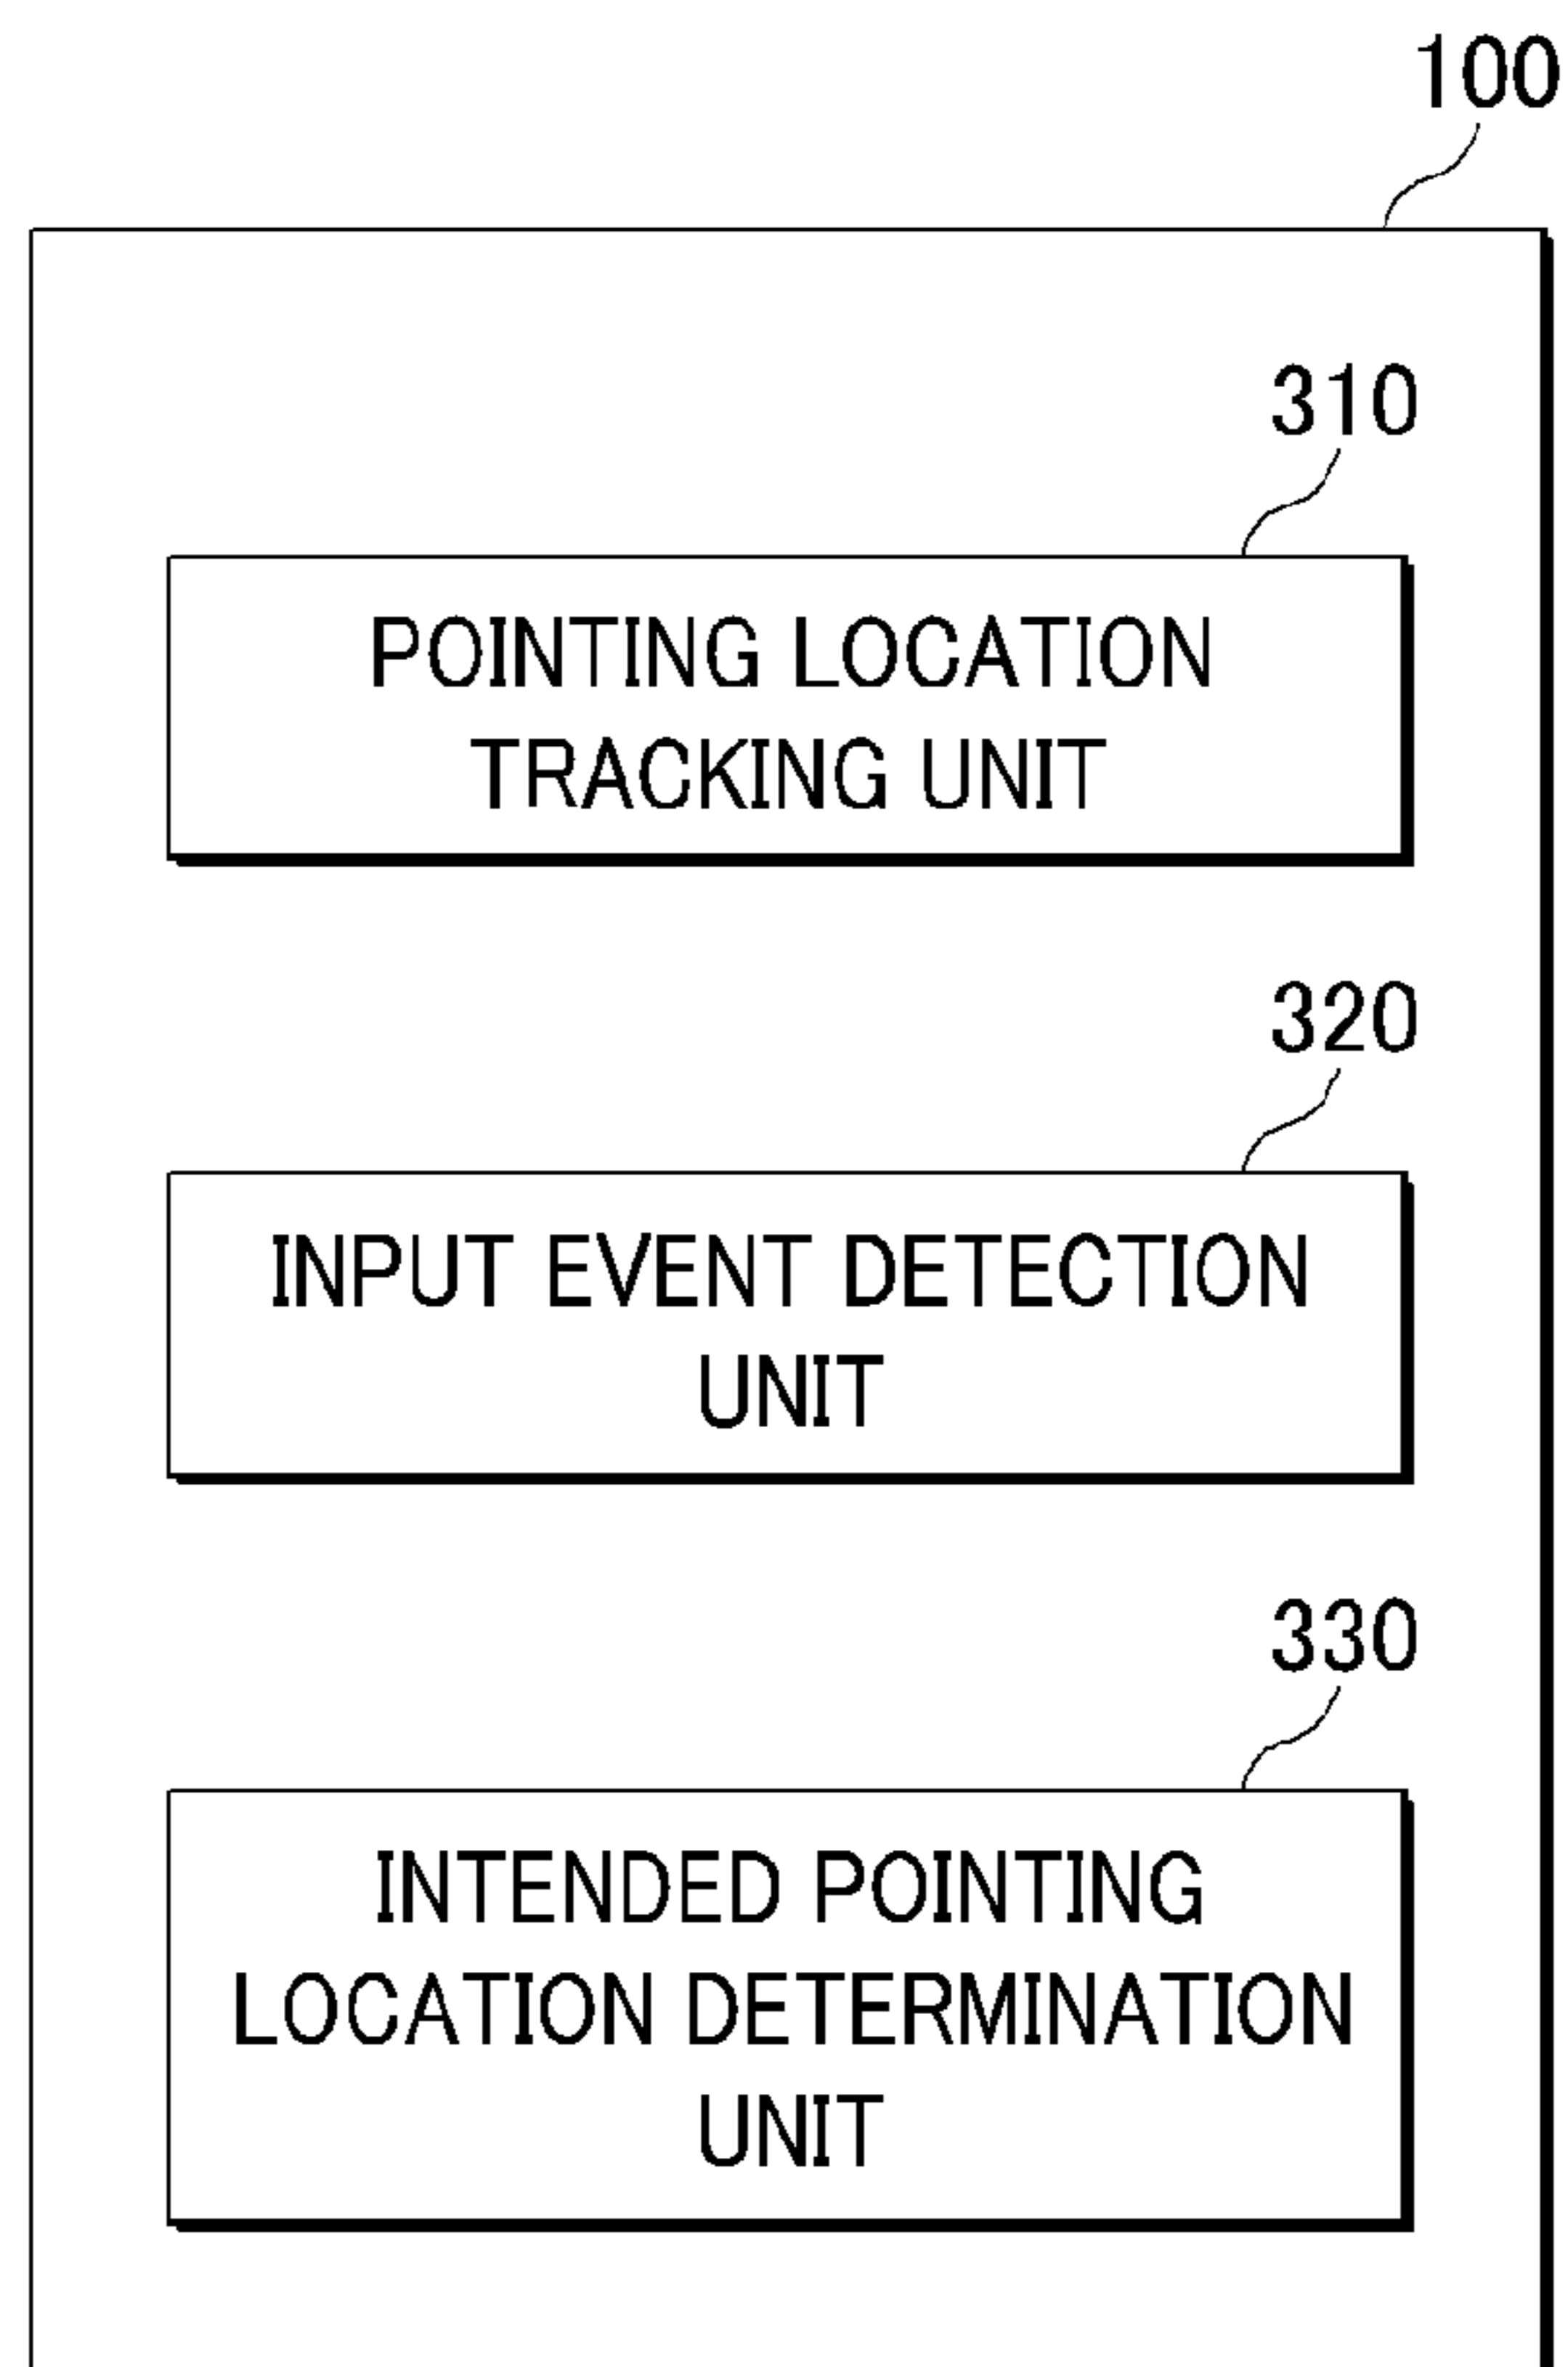 100
310
POINTING LOCATION
TRACKING UNIT
320
INPUT EVENT DETECTION
UNIT
330
INTENDED POINTING
LOCATION DETERMINATION
UNIT